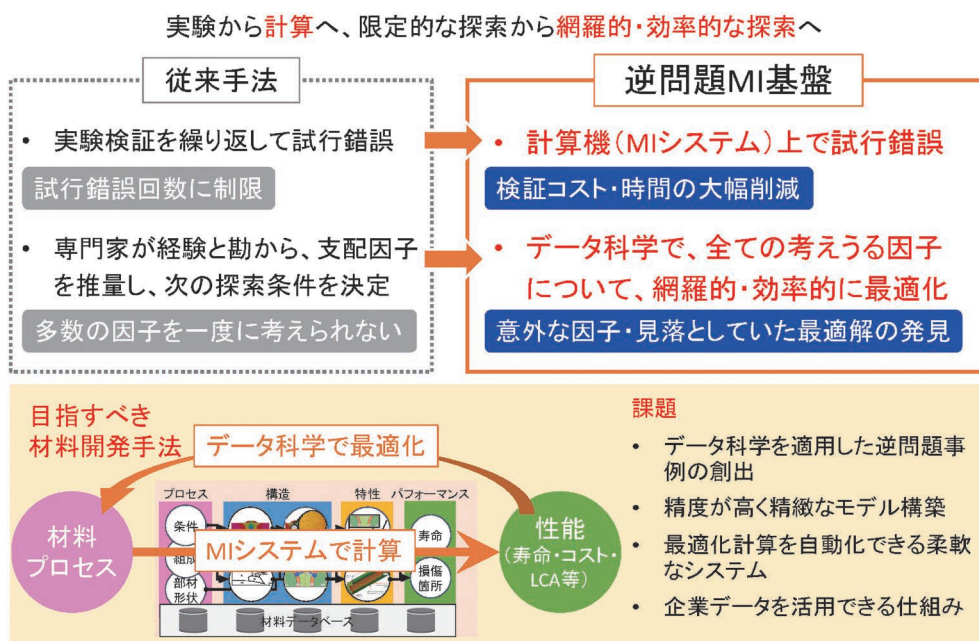 実験から計算へ、限定的な探索から網羅的・効率的な探索へ
従来手法
• 実験検証を繰り返して試行錯誤
試行錯誤回数に制限
• 専門家が経験と勘から、支配因子
を推量し、次の探索条件を決定
多数の因子を一度に考えられない
逆問題MI基盤
• 計算機(MIシステム)上で試行錯誤
検証コスト・時間の大幅削減
• データ科学で、全ての考えうる因子
について、網羅的・効率的に最適化
意外な因子・見落としていた最適解の発見
目指すべき
材料開発手法
データ科学で最適化
材料
プロセス
プロセス
構造
特性
パフォーマンス
条件
組成
部材
形状
MIシステムで計算
寿命
損傷
箇所
材料データベース
性能
(寿命・コスト・
LCA等)
課題
• データ科学を適用した逆問題事
例の創出
• 精度が高く精緻なモデル構築
• 最適化計算を自動化できる柔軟
なシステム
• 企業データを活用できる仕組み